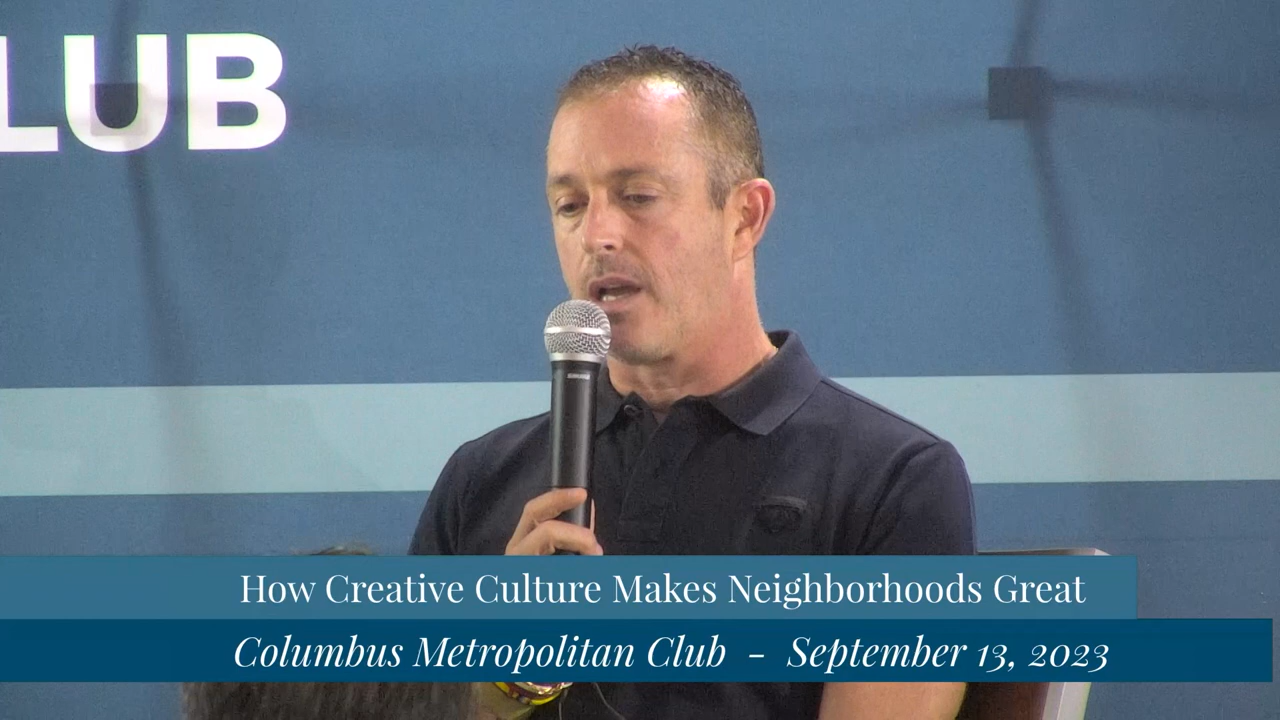 LUB
How Creative Culture Makes Neighborhoods Great
Columbus Metropolitan Club - September 13, 2023